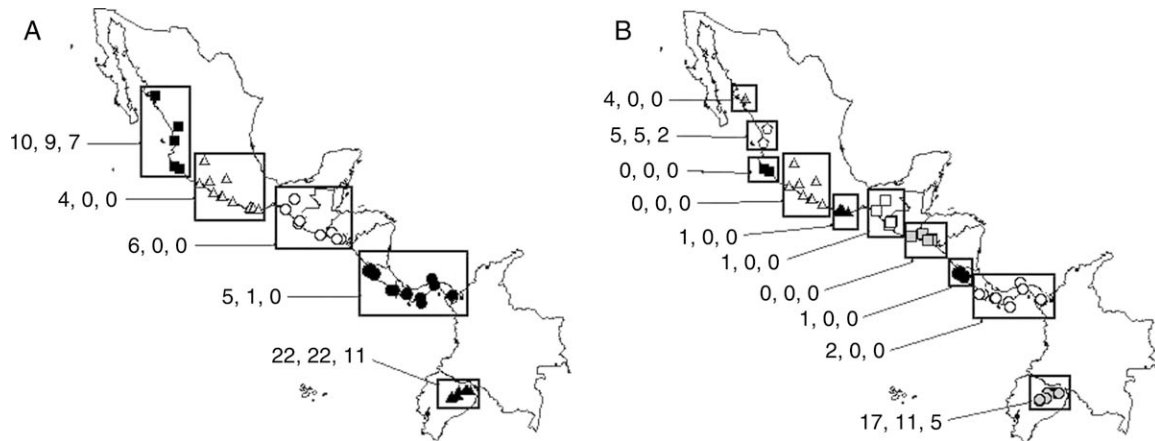 A
10, 9, 7
4, 0, 0
6, 0, 0
5, 1, 0
22, 22, 11
B
4, 0, 0
5, 5, 2
0, 0, 0
0, 0, 0
1, 0, 0
1, 0, 0
0, 0, 0
1, 0, 0
2, 0, 0
17, 11, 5